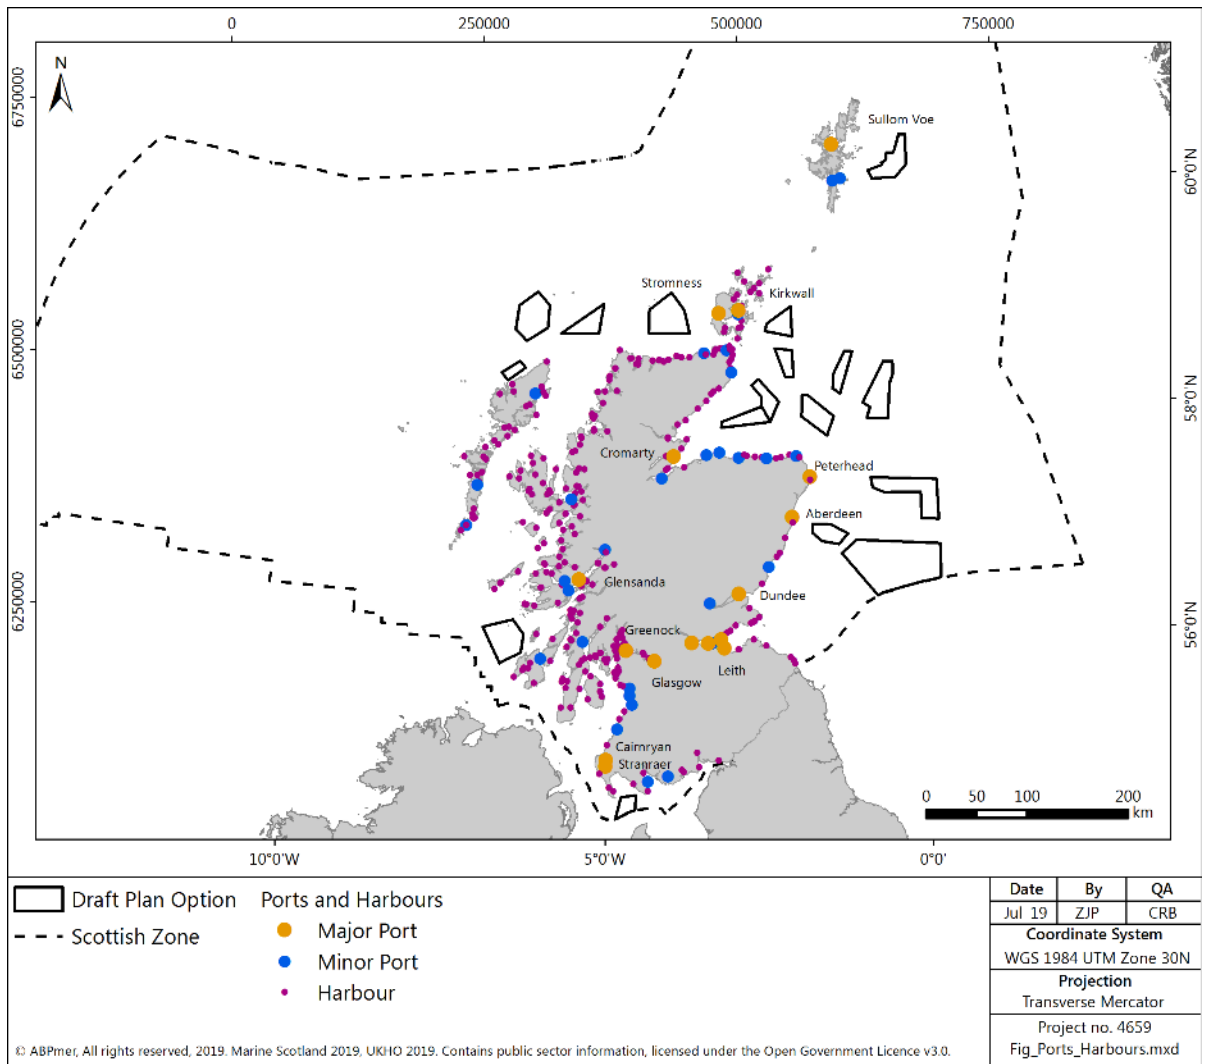 0 250000 500000 750000
6750000
6500000
6250000
N
60°0'N
58°0'N
56°0'N
Sullom Voe
Stromness
Kirkwall
Cromarty
Peterhead
Aberdeen
Glensanda
Dundee
Greenock
Leith
Glasgow
Cairnryan
Stranraer
0 50 100 200
km
10°0'W 5°0'W 0°0'
Draft Plan Option
Scottish Zone
Ports and Harbours
Major Port
Minor Port
Harbour
Date By QA
Jul 19 ZJP CRB
Coordinate System
WGS 1984 UTM Zone 30N
Projection
Transverse Mercator
Project no. 4659
Fig_Ports_Harbours.mxd
© ABPmer, All rights reserved, 2019. Marine Scotland 2019, UKHO 2019. Contains public sector information, licensed under the Open Government Licence v3.0.